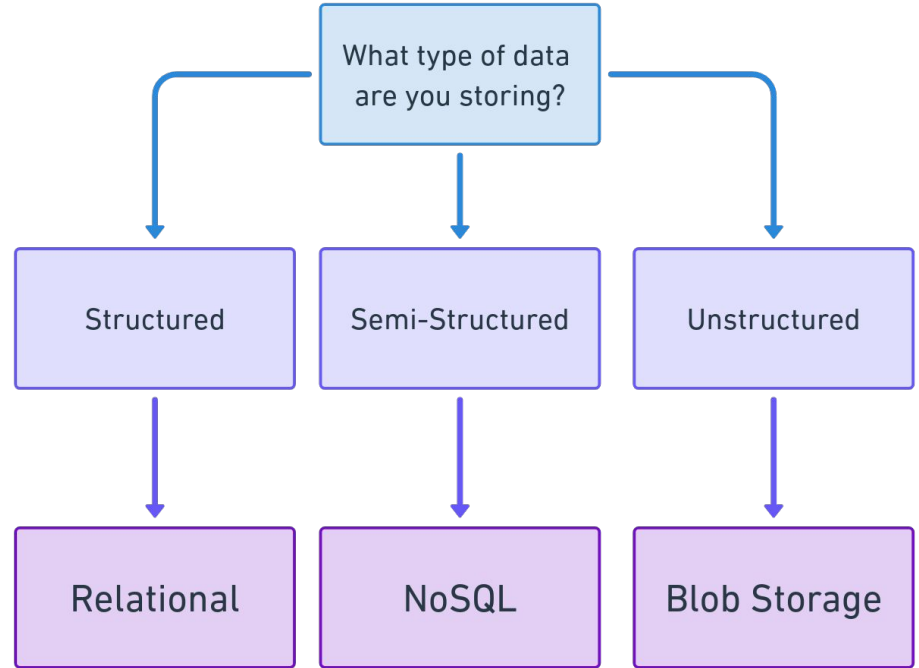 What type of data
are you storing?
Structured
Semi-Structured
Unstructured
Relational
NoSQL
Blob Storage